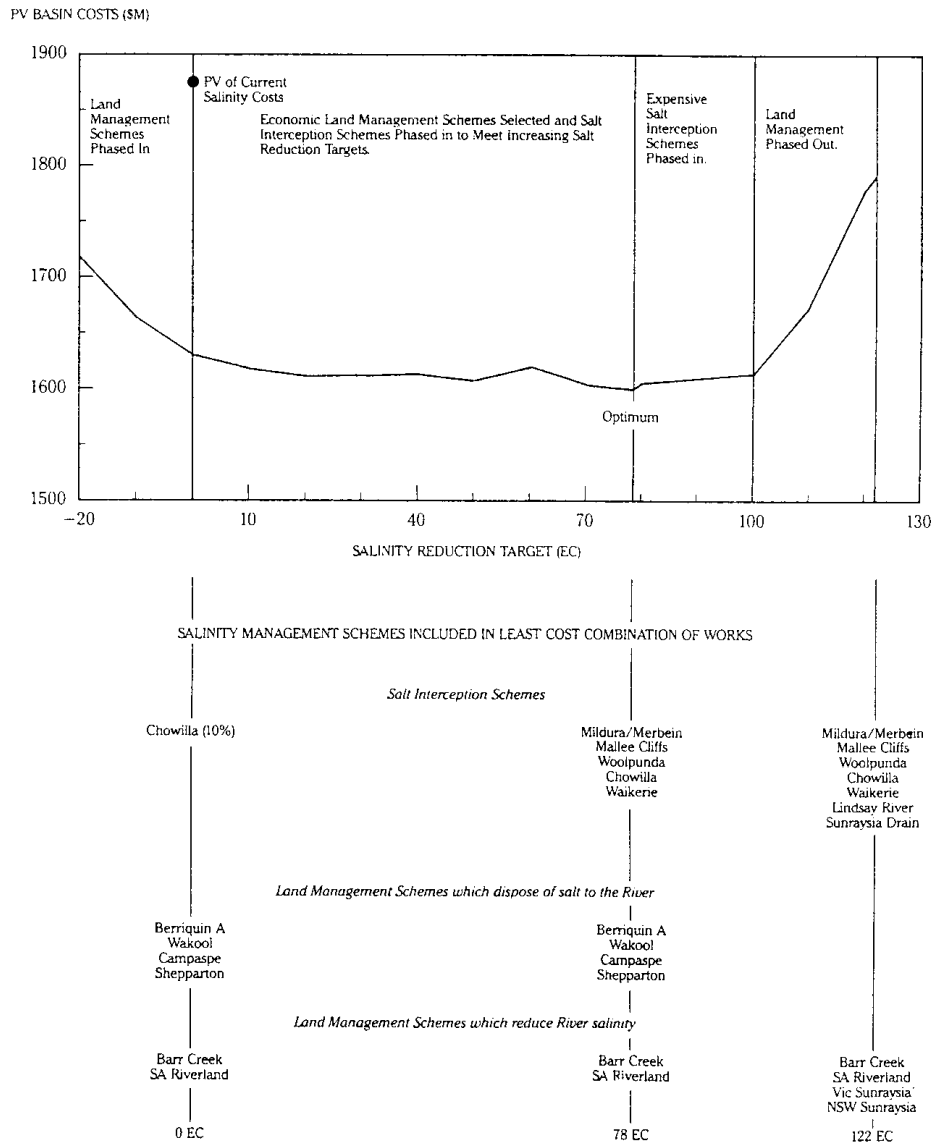 PV BASIN COSTS ($M)
1900
1800
1700
1600
1500
Land
Management
Schemes
Phased In
PV of Current
Salinity Costs
Economic Land Management Schemes Selected and Salt
Interception Schemes Phased in to Meet Increasing Salt
Reduction Targets.
Expensive
Salt
Interception
Schemes
Phased in.
Land
Management
Phased Out.
Optimum
−20
10
40
70
100
130
SALINITY REDUCTION TARGET (EC)
SALINITY MANAGEMENT SCHEMES INCLUDED IN LEAST COST COMBINATION OF WORKS
Salt Interception Schemes
Chowilla (10%)
Mildura/Merbein
Mallee Cliffs
Woolpunda
Chowilla
Waikerie
Mildura/Merbein
Mallee Cliffs
Woolpunda
Chowilla
Waikerie
Lindsay River
Sunraysia Drain
Land Management Schemes which dispose of salt to the River
Berriquin A
Wakool
Campaspe
Shepparton
Berriquin A
Wakool
Campaspe
Shepparton
Land Management Schemes which reduce River salinity
Barr Creek
SA Riverland
Barr Creek
SA Riverland
Barr Creek
SA Riverland
Vic Sunraysia
NSW Sunraysia
0 EC
78 EC
122 EC